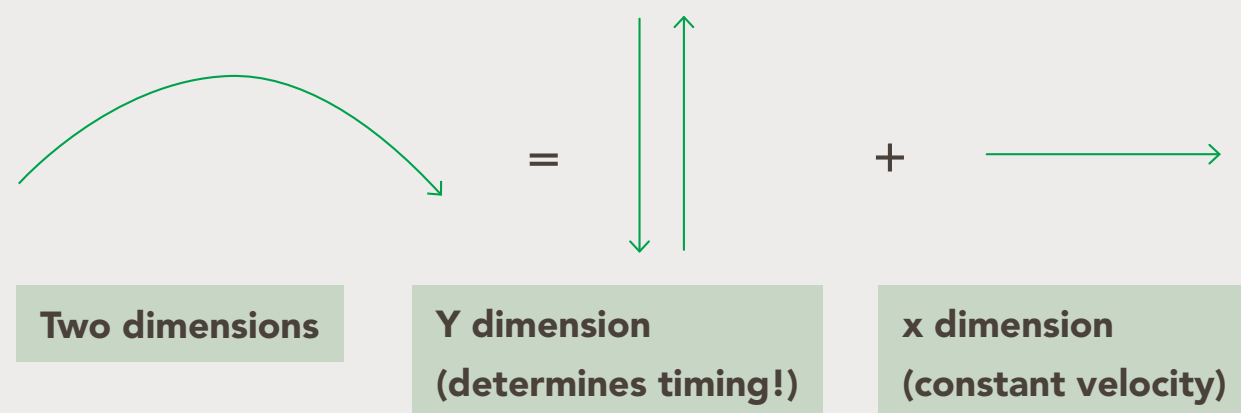 =
+
Two dimensions
Y dimension
(determines timing!)
x dimension
(constant velocity)